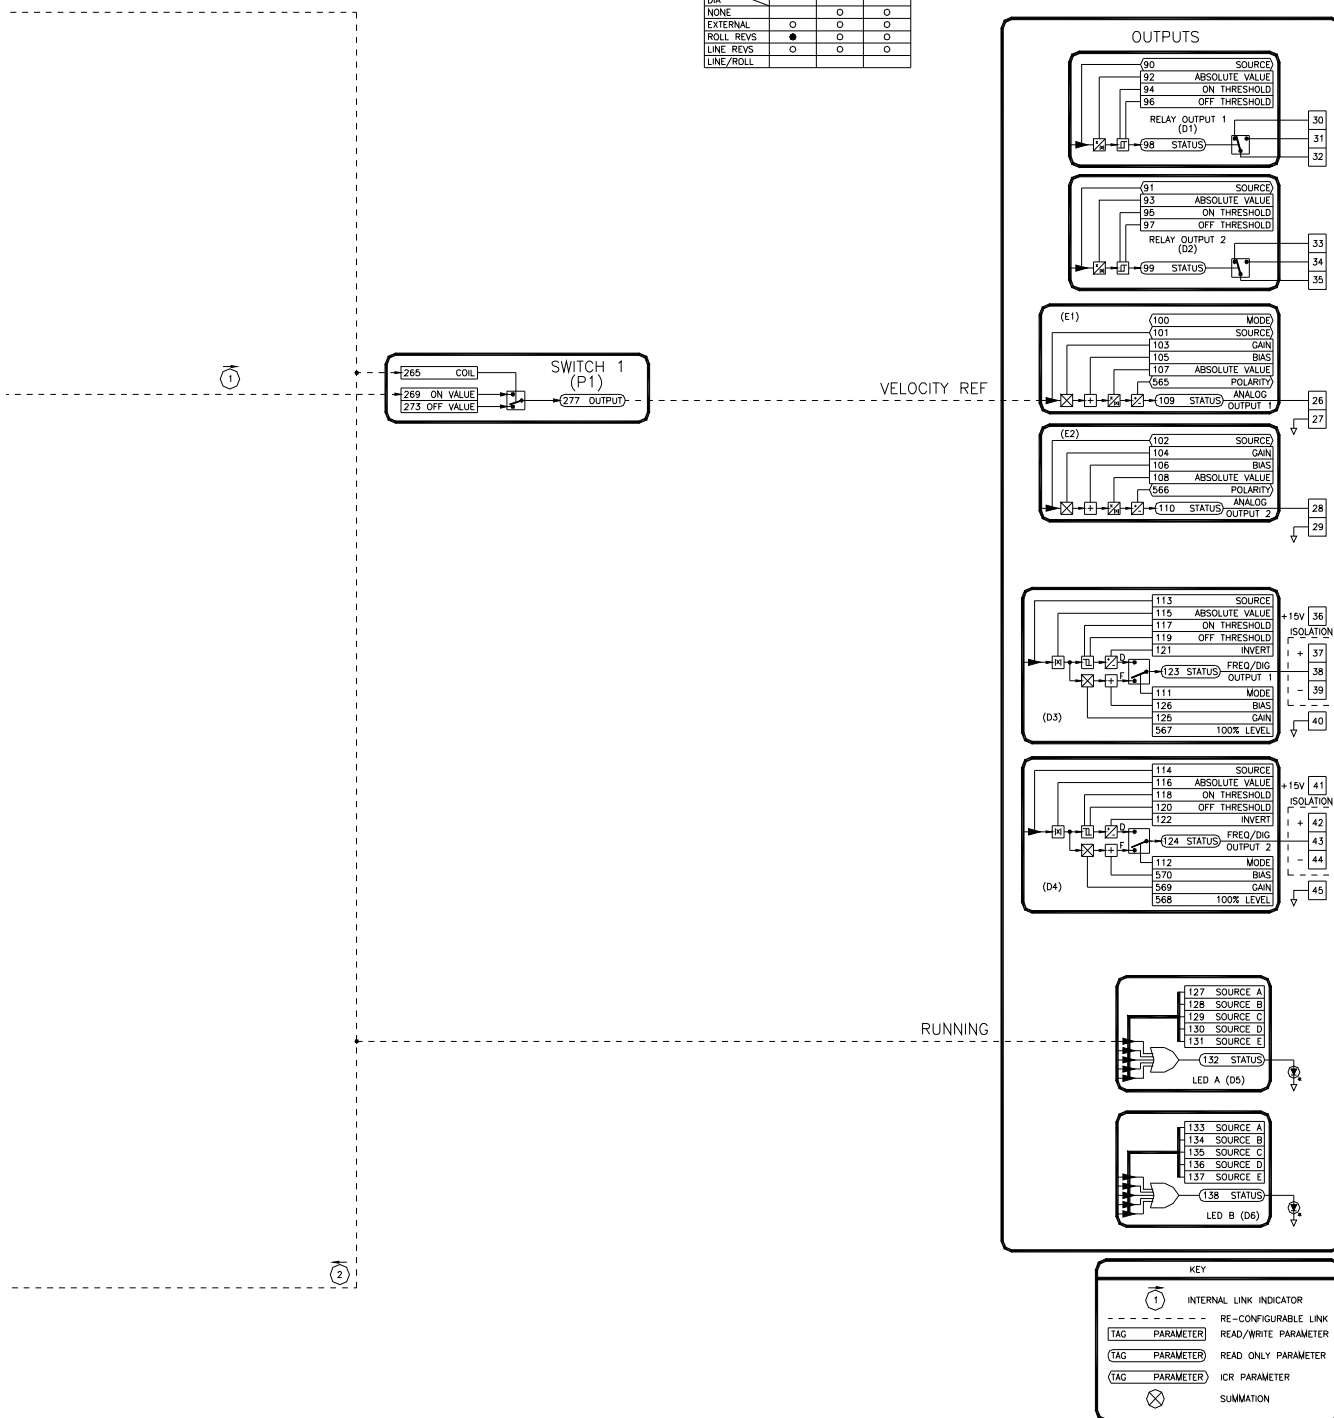 DIA
NONE
EXTERNAL
ROLL REVS
LINE REVS
LINE/ROLL
OUTPUTS
90 SOURCE
92 ABSOLUTE VALUE
94 ON THRESHOLD
96 OFF THRESHOLD
RELAY OUTPUT 1
(D1)
98 STATUS
30
31
32
91 SOURCE
93 ABSOLUTE VALUE
95 ON THRESHOLD
97 OFF THRESHOLD
RELAY OUTPUT 2
(D2)
99 STATUS
33
34
35
(E1)
100 MODE
101 SOURCE
103 GAIN
105 BIAS
107 ABSOLUTE VALUE
565 POLARITY
109 STATUS
ANALOG
OUTPUT 1
26
27
1
265 COIL
269 ON VALUE
273 OFF VALUE
SWITCH 1
(P1)
277 OUTPUT
VELOCITY REF
(E2)
102 SOURCE
104 GAIN
106 BIAS
108 ABSOLUTE VALUE
566 POLARITY
110 STATUS
ANALOG
OUTPUT 2
28
29
113 SOURCE
115 ABSOLUTE VALUE
117 ON THRESHOLD
119 OFF THRESHOLD
121 INVERT
D
F
123 STATUS
FREQ/DIG
OUTPUT 1
111 MODE
126 BIAS
125 GAIN
567 100% LEVEL
(D3)
+15V 36
ISOLATION
+ 37
38
- 39
40
114 SOURCE
116 ABSOLUTE VALUE
118 ON THRESHOLD
120 OFF THRESHOLD
122 INVERT
D
F
124 STATUS
FREQ/DIG
OUTPUT 2
112 MODE
570 BIAS
569 GAIN
568 100% LEVEL
(D4)
+15V 41
ISOLATION
+ 42
43
- 44
45
RUNNING
127 SOURCE A
128 SOURCE B
129 SOURCE C
130 SOURCE D
131 SOURCE E
132 STATUS
LED A (D5)
133 SOURCE A
134 SOURCE B
135 SOURCE C
136 SOURCE D
137 SOURCE E
138 STATUS
LED B (D6)
2
KEY
1 INTERNAL LINK INDICATOR
RE-CONFIGURABLE LINK
TAG PARAMETER READ/WRITE PARAMETER
TAG PARAMETER READ ONLY PARAMETER
TAG PARAMETER ICR PARAMETER
SUMMATION